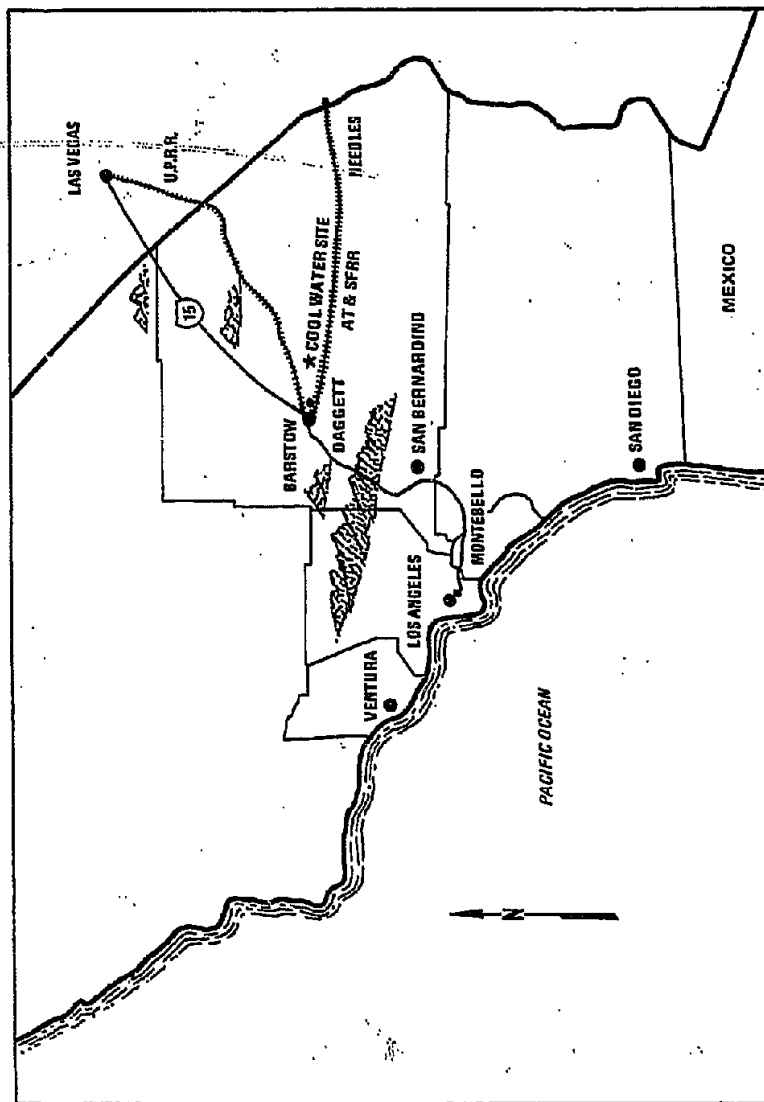 LAS VEGAS
U.P.R.R.
15
NEEDLES
COOL WATER SITE
AT & SFRR
BARSTOW
DAGGETT
SAN BERNARDINO
MONTEBELLO
LOS ANGELES
VENTURA
SAN DIEGO
MEXICO
PACIFIC OCEAN
N